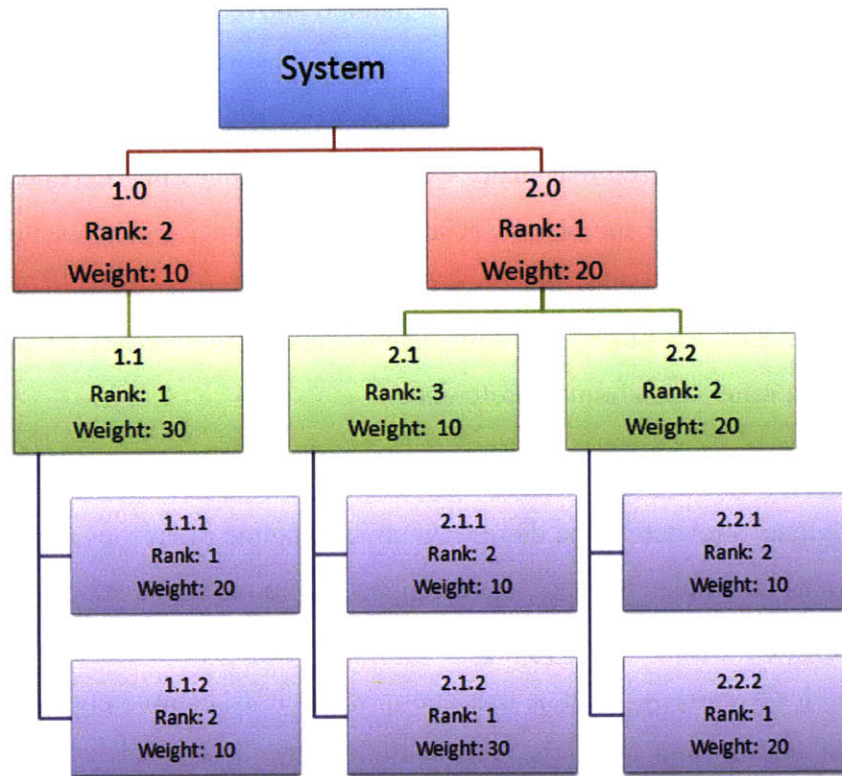 System
1.0
Rank: 2
Weight: 10
2.0
Rank: 1
Weight: 20
1.1
Rank: 1
Weight: 30
2.1
Rank: 3
Weight: 10
2.2
Rank: 2
Weight: 20
1.1.1
Rank: 1
Weight: 20
2.1.1
Rank: 2
Weight: 10
2.2.1
Rank: 2
Weight: 10
1.1.2
Rank: 2
Weight: 10
2.1.2
Rank: 1
Weight: 30
2.2.2
Rank: 1
Weight: 20